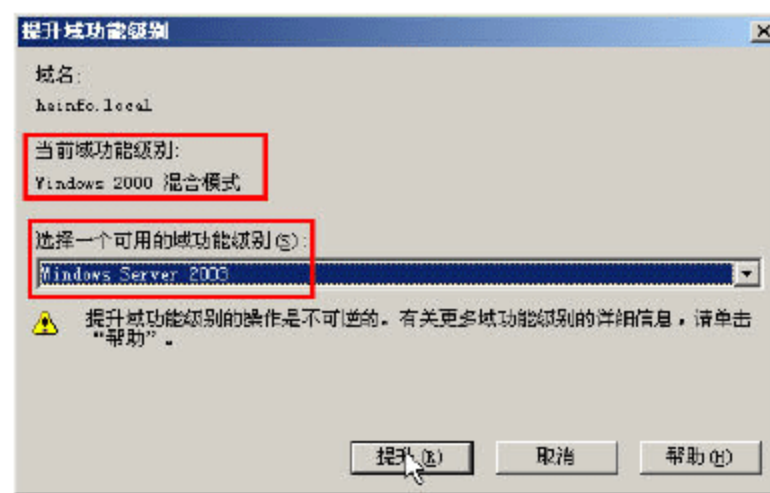 提升域功能级别
域名:
hainfo.local
当前域功能级别:
Windows 2000 混合模式
选择一个可用的域功能级别(S):
Windows Server 2003
提升域功能级别的操作是不可逆的。有关更多域功能级别的详细信息，请单击
“帮助”。
提升(R)
取消
帮助(H)